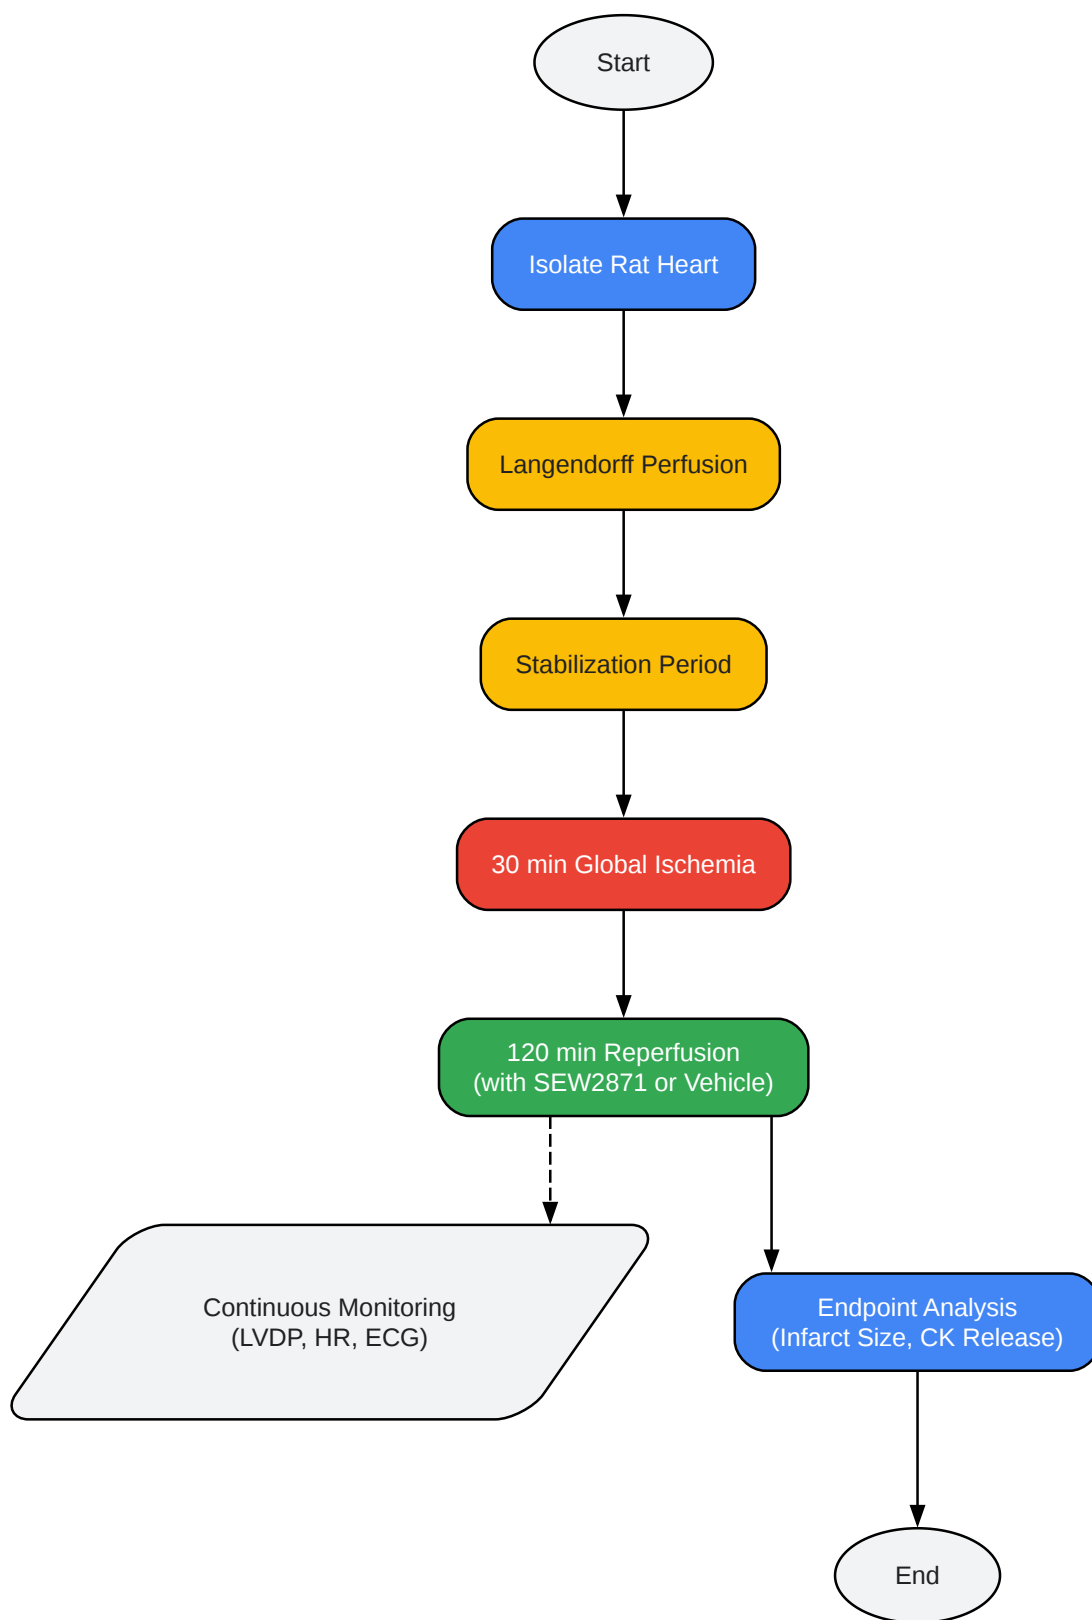 Start
Isolate Rat Heart
Langendorff Perfusion
Stabilization Period
30 min Global Ischemia
120 min Reperfusion
(with SEW2871 or Vehicle)
Continuous Monitoring
(LVDP, HR, ECG)
Endpoint Analysis
(Infarct Size, CK Release)
End